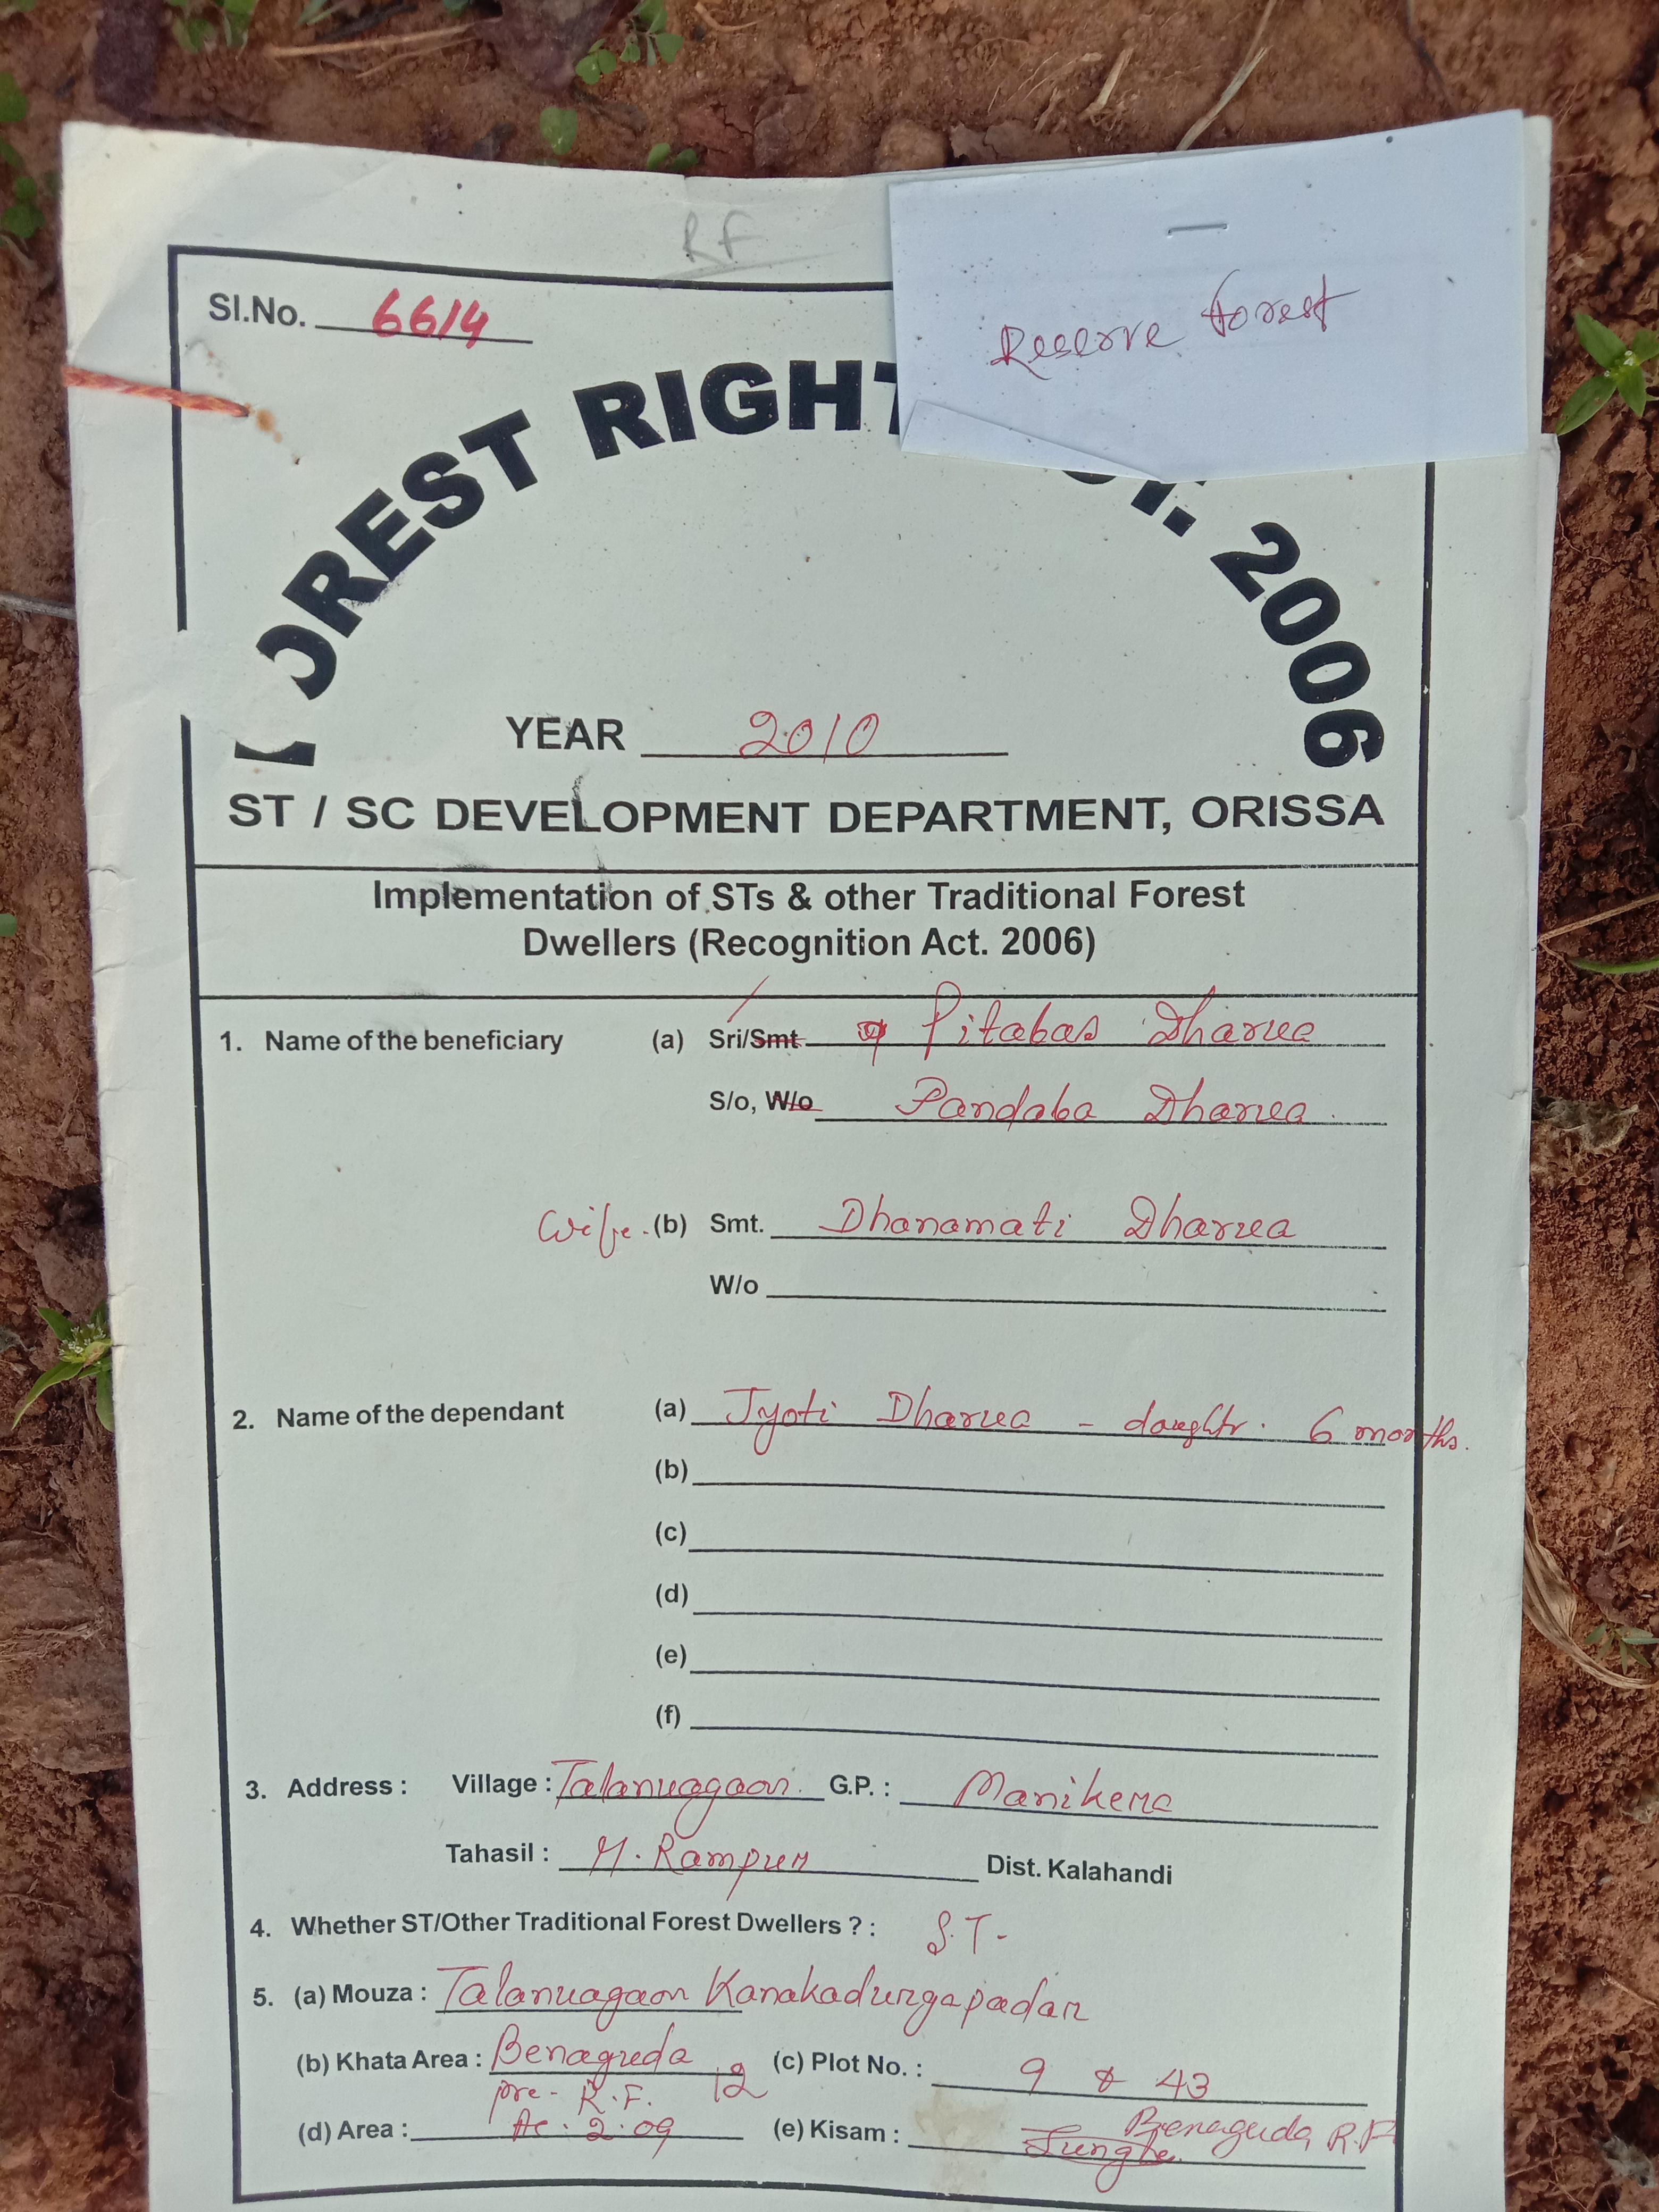 RF
Reserve Forest
Sl.No. 6614
OREST RIGHT CT. 2006
YEAR 2010
ST / SC DEVELOPMENT DEPARTMENT, ORISSA
Implementation of STs & other Traditional Forest
Dwellers (Recognition Act. 2006)
1. Name of the beneficiary (a) Sri/Smt Pitabas Dharua
S/o, W/o Pandaba Dharua
Wife. (b) Smt. Dhanamati Dharua
W/o
2. Name of the dependant (a) Jyoti Dharua - daughtr. 6 months.
(b)
(c)
(d)
(e)
(f)
3. Address : Village : Talanuagaon. G.P. : Manikera
Tahasil : M. Rampur Dist. Kalahandi
4. Whether ST/Other Traditional Forest Dwellers ? : S.T.
5. (a) Mouza : Talanuagaon Kanakadurgapadar
(b) Khata Area : Benaguda 12 (c) Plot No. : 9 & 43
pre- R.F.
(d) Area : Ac. 2.09 (e) Kisam : Jungle Benaguda R.F